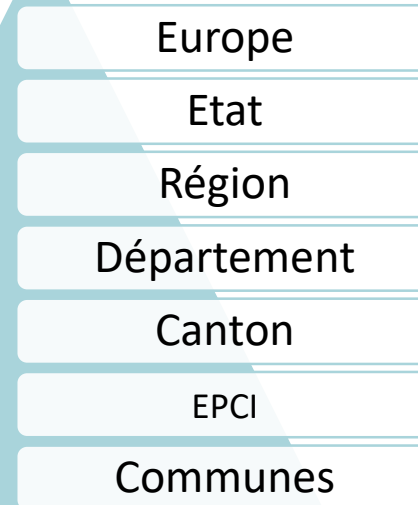 Europe
Etat
Région
Département
Canton
EPCI
Communes